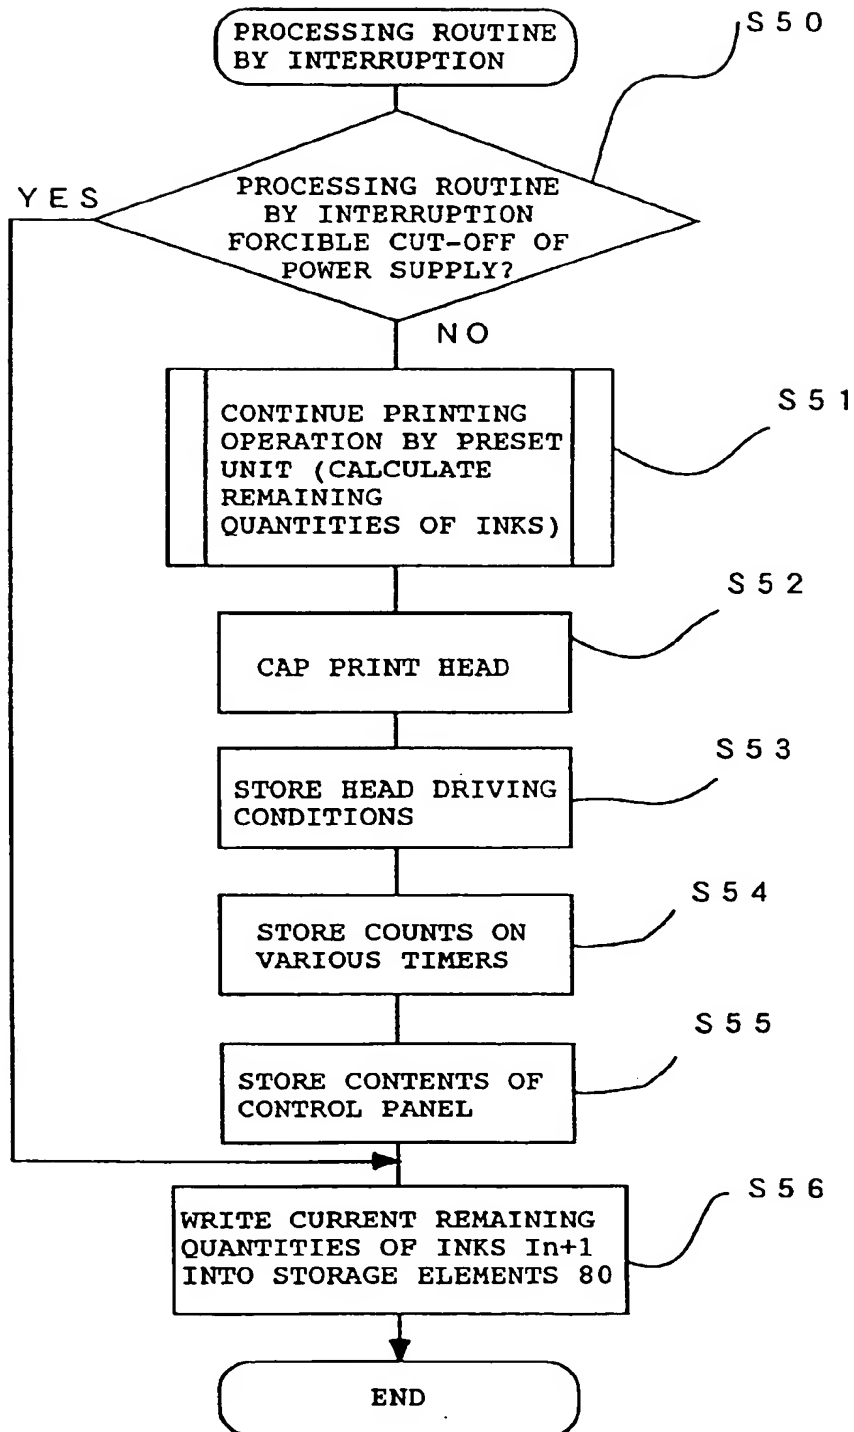 PROCESSING ROUTINE
BY INTERRUPTION
S50
PROCESSING ROUTINE
BY INTERRUPTION
FORCIBLE CUT-OFF OF
POWER SUPPLY?
YES
NO
CONTINUE PRINTING
OPERATION BY PRESET
UNIT (CALCULATE
REMAINING
QUANTITIES OF INKS)
S51
CAP PRINT HEAD
S52
STORE HEAD DRIVING
CONDITIONS
S53
STORE COUNTS ON
VARIOUS TIMERS
S54
STORE CONTENTS OF
CONTROL PANEL
S55
WRITE CURRENT REMAINING
QUANTITIES OF INKS In+1
INTO STORAGE ELEMENTS 80
S56
END